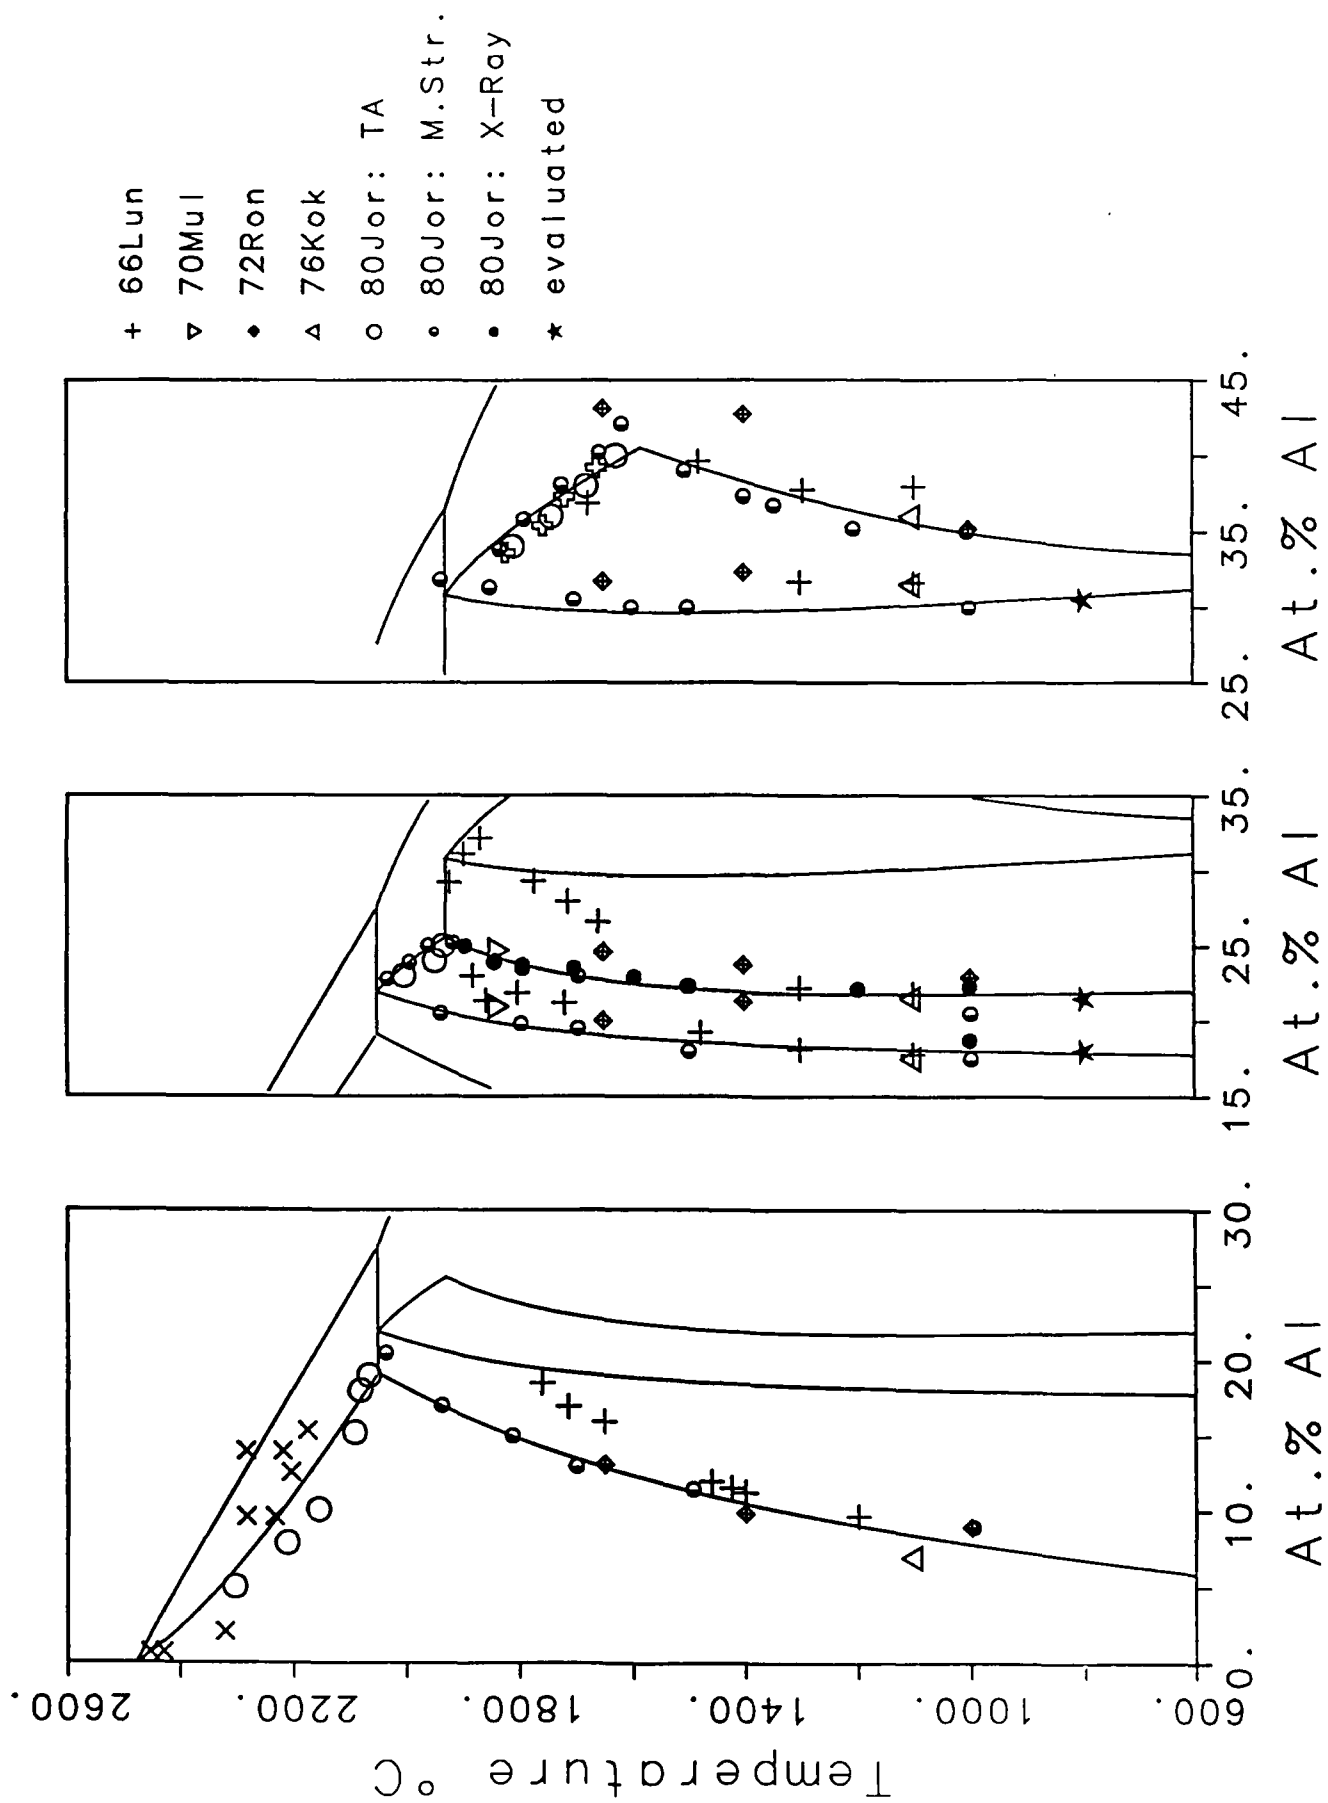 + 66Lun
▽ 70Mul
◆ 72Ron
△ 76Kok
○ 80Jor: TA
80Jor: M.Str.
● 80Jor: X-Ray
★ evaluated
Temperature °C
2600.
2200.
1800.
1400.
1000.
600.
0.
10.
20.
30.
At.% Al
15.
25.
35.
At.% Al
25.
35.
45.
At.% Al